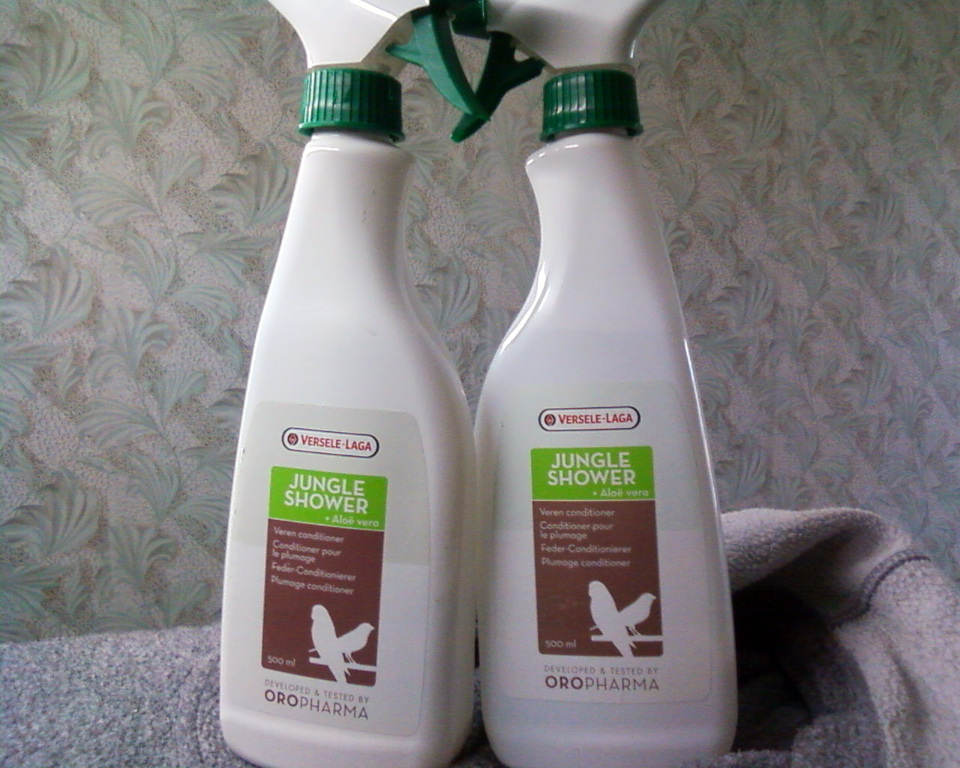 VERSELE-LAGA
JUNGLE
SHOWER
+ Aloë vera
Veren conditioner
Conditioner pour
le plumage
Feder-Conditionierer
Plumage conditioner
500 ml
DEVELOPED & TESTED BY
OROPHARMA
VERSELE-LAGA
JUNGLE
SHOWER
+ Aloë vera
Veren conditioner
Conditioner pour
le plumage
Feder-Conditionierer
Plumage conditioner
500 ml
DEVELOPED & TESTED BY
OROPHARMA